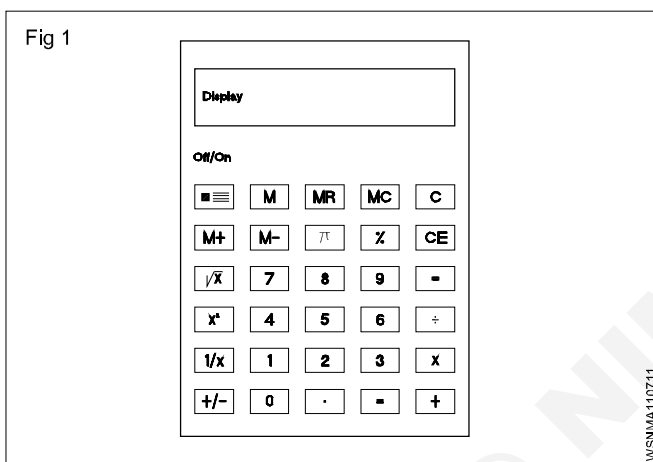 Fig 1
Display
Off/On
M MR MC C
M+ M- π % CE
√x 7 8 9 -
x² 4 5 6 ÷
1/x 1 2 3 x
+/- 0 . = +
WSNMA110711